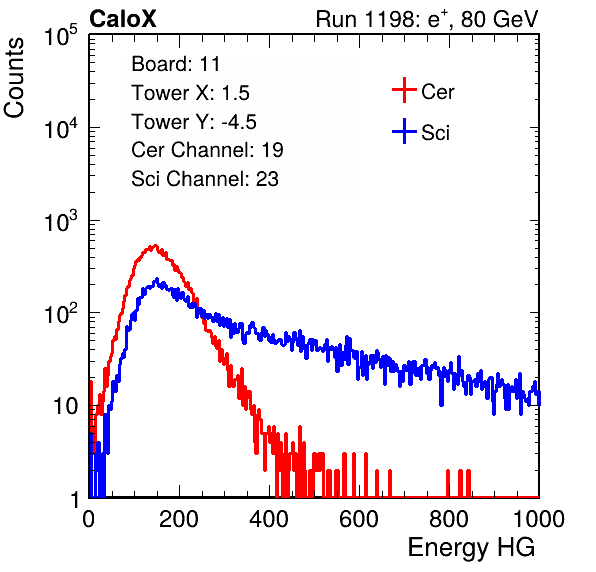 CaloX Run 1198: e+, 80 GeV
Board: 11
Tower X: 1.5
Tower Y: -4.5
Cer Channel: 19
Sci Channel: 23
Cer
Sci
Counts
10^5
10^4
10^3
10^2
10
1
0 200 400 600 800 1000
Energy HG